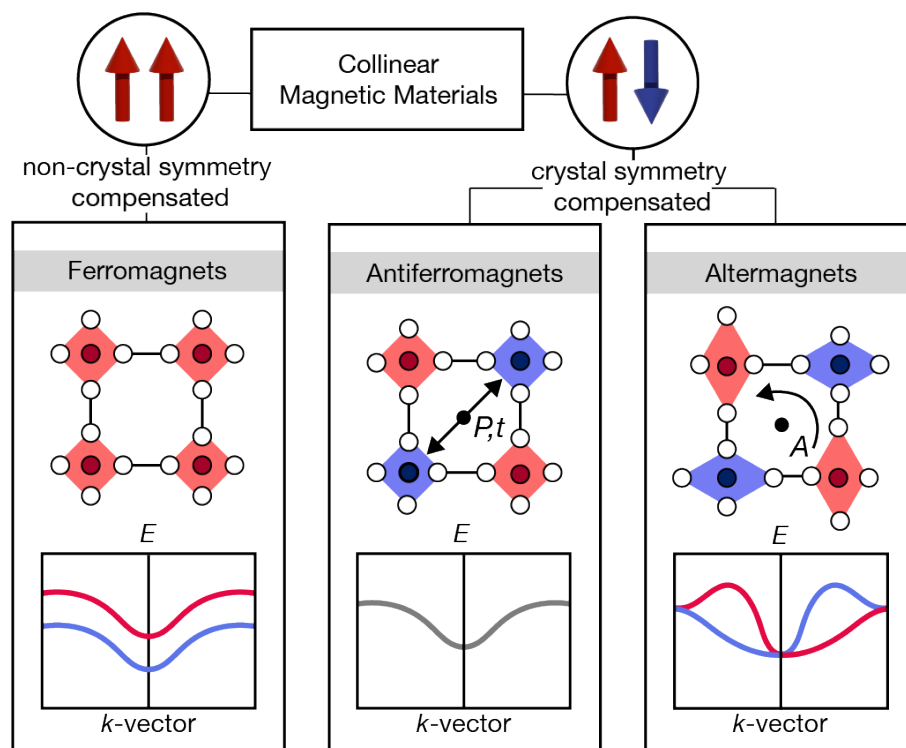 Collinear
Magnetic Materials
non-crystal symmetry
compensated
crystal symmetry
compensated
Ferromagnets
Antiferromagnets
Altermagnets
P,t
A
E
E
E
k-vector
k-vector
k-vector